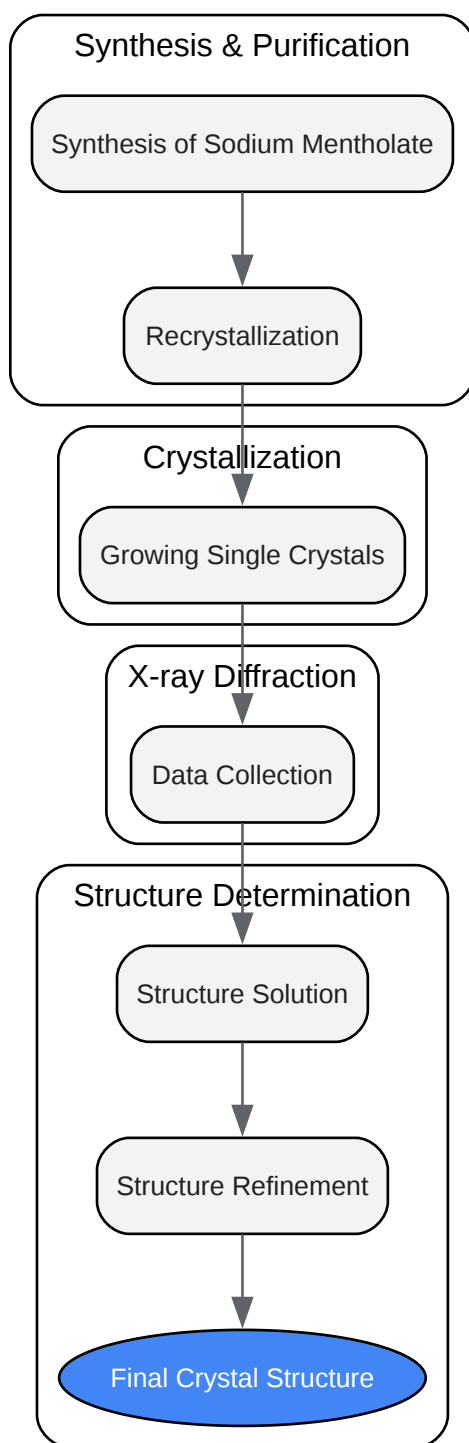 Synthesis & Purification
Synthesis of Sodium Mentholate
Recrystallization
Crystallization
Growing Single Crystals
X-ray Diffraction
Data Collection
Structure Determination
Structure Solution
Structure Refinement
Final Crystal Structure